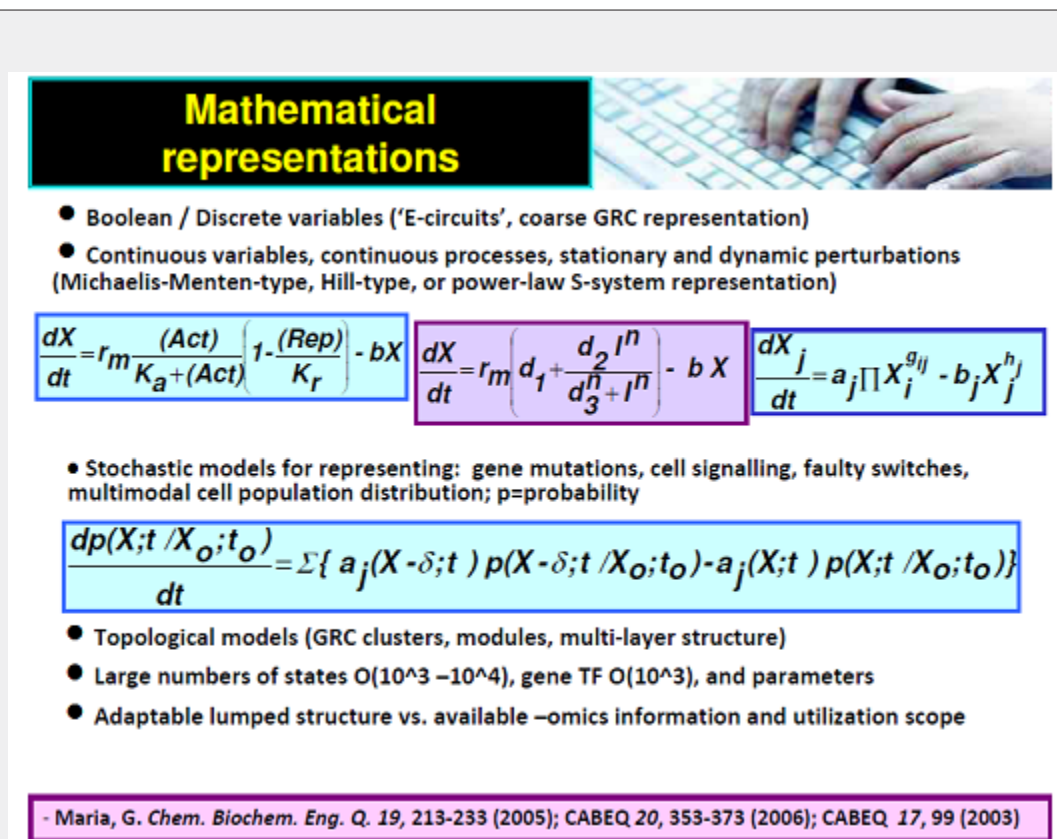 Mathematical
representations
● Boolean / Discrete variables (‘E-circuits’, coarse GRC representation)
● Continuous variables, continuous processes, stationary and dynamic perturbations
(Michaelis-Menten-type, Hill-type, or power-law S-system representation)
dX/dt = r_m (Act)/(K_a+(Act)) (1-(Rep)/K_r) - bX
dX/dt = r_m (d_1 + d_2 I^n/(d_3^n + I^n)) - b X
dX_j/dt = a_j ∏ X_i^{g_ij} - b_j X_j^{h_j}
● Stochastic models for representing: gene mutations, cell signalling, faulty switches,
multimodal cell population distribution; p=probability
dp(X;t /X_o;t_o)/dt = Σ{ a_j(X -δ;t ) p(X-δ;t /X_o;t_o)-a_j(X;t ) p(X;t /X_o;t_o)}
● Topological models (GRC clusters, modules, multi-layer structure)
● Large numbers of states O(10^3 –10^4), gene TF O(10^3), and parameters
● Adaptable lumped structure vs. available –omics information and utilization scope
- Maria, G. Chem. Biochem. Eng. Q. 19, 213-233 (2005); CABEQ 20, 353-373 (2006); CABEQ 17, 99 (2003)